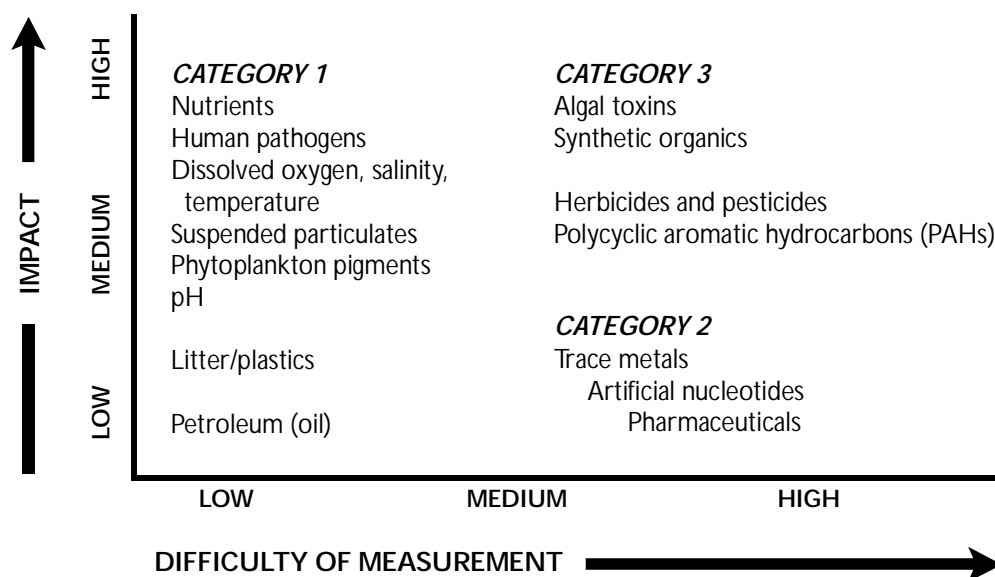 IMPACT
HIGH
MEDIUM
LOW
CATEGORY 1
Nutrients
Human pathogens
Dissolved oxygen, salinity,
temperature
Suspended particulates
Phytoplankton pigments
pH
Litter/plastics
Petroleum (oil)
CATEGORY 3
Algal toxins
Synthetic organics
Herbicides and pesticides
Polycyclic aromatic hydrocarbons (PAHs)
CATEGORY 2
Trace metals
Artificial nucleotides
Pharmaceuticals
LOW
MEDIUM
HIGH
DIFFICULTY OF MEASUREMENT